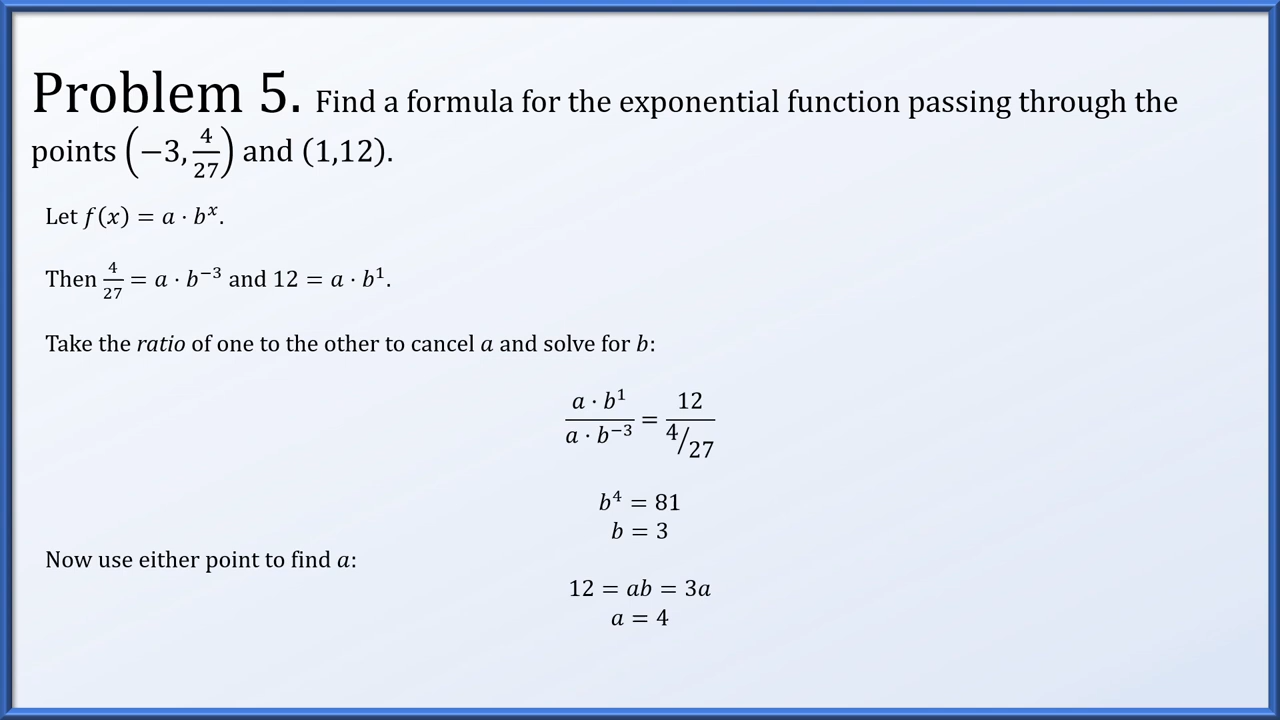 Problem 5. Find a formula for the exponential function passing through the
points (−3, 4/27) and (1,12).
Let f(x) = a · b^x.
Then 4/27 = a · b^−3 and 12 = a · b^1.
Take the ratio of one to the other to cancel a and solve for b:
(a · b^1)/(a · b^−3) = 12/(4/27)
b^4 = 81
b = 3
Now use either point to find a:
12 = ab = 3a
a = 4